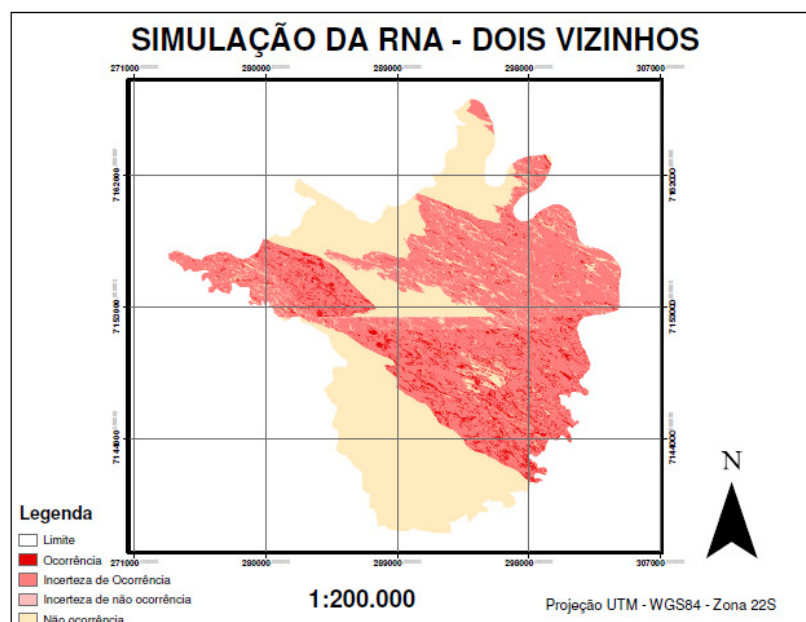 SIMULAÇÃO DA RNA - DOIS VIZINHOS
271000 280000 289000 298000 307000
7162000 7162000
7153000 7153000
7144000 7144000
N
Legenda
Limite
Ocorrência
Incerteza de Ocorrência
Incerteza de não ocorrência
Não ocorrência
271000 280000 289000 298000 307000
1:200.000
Projeção UTM - WGS84 - Zona 22S